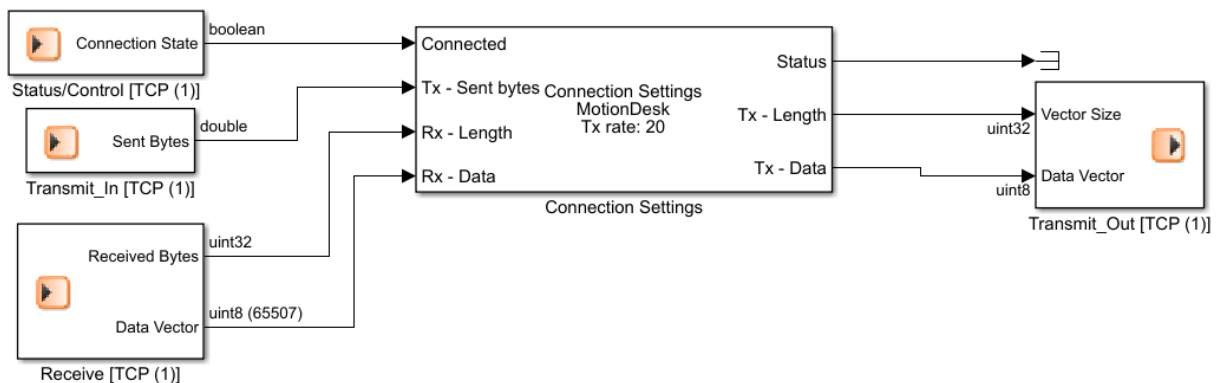 Connection State
boolean
Status/Control [TCP (1)]
Sent Bytes
double
Transmit_In [TCP (1)]
Received Bytes
uint32
Data Vector
uint8 (65507)
Receive [TCP (1)]
Connected
Tx - Sent bytes
Rx - Length
Rx - Data
Connection Settings
MotionDesk
Tx rate: 20
Status
Tx - Length
Tx - Data
Connection Settings
uint32
uint8
Vector Size
Data Vector
Transmit_Out [TCP (1)]